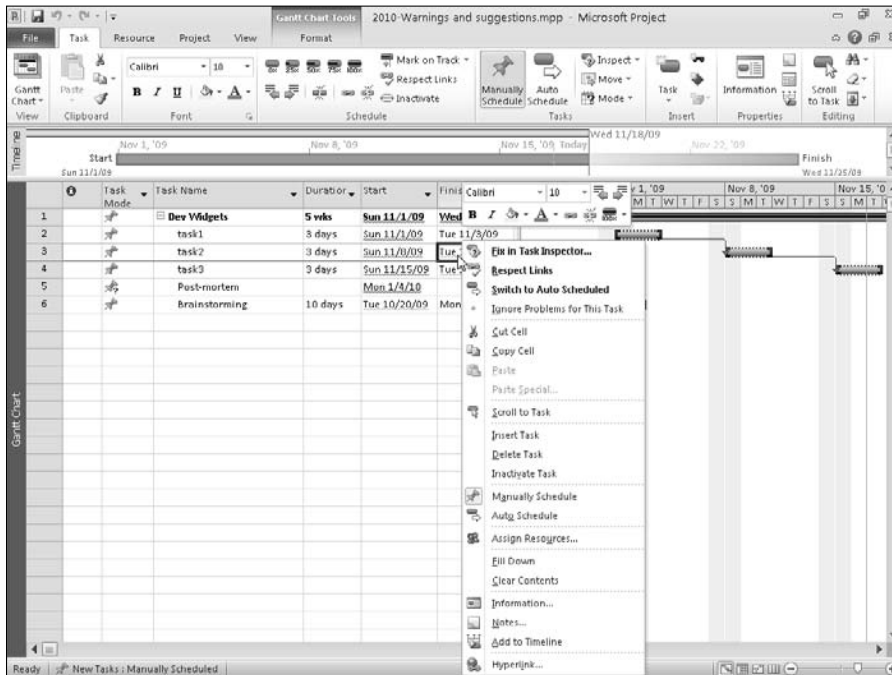 Gantt Chart Tools 2010-Warnings and suggestions.mpp - Microsoft Project
File Task Resource Project View Format
Gantt Chart
View
Paste
Clipboard
Calibri 10
B I U A
Font
0% 25% 50% 75% 100%
Mark on Track
Respect Links
Inactivate
Schedule
Manually Schedule
Auto Schedule
Inspect
Move
Mode
Tasks
Task
Insert
Information
Properties
Scroll to Task
Editing
Timeline
Wed 11/18/09
Nov 1, '09 Nov 8, '09 Nov 15, '09 Today Nov 22, '09
Start
Sun 11/1/09
Finish
Wed 11/25/09
Task Mode Task Name Duration Start Finis
Calibri 10
B I A
v 1, '09 Nov 8, '09 Nov 15, '0
M T W T F S S M T W T F S S M T
1 Dev Widgets 5 wks Sun 11/1/09 Wed
2 task1 3 days Sun 11/1/09 Tue 11/3/09
3 task2 3 days Sun 11/8/09 Tue
4 task3 3 days Sun 11/15/09 Tue
5 Post-mortem Mon 1/4/10
6 Brainstorming 10 days Tue 10/20/09 Mon
Fix in Task Inspector...
Respect Links
Switch to Auto Scheduled
Ignore Problems for This Task
Cut Cell
Copy Cell
Paste
Paste Special...
Scroll to Task
Insert Task
Delete Task
Inactivate Task
Manually Schedule
Auto Schedule
Assign Resources...
Fill Down
Clear Contents
Information...
Notes...
Add to Timeline
Hyperlink...
Gantt Chart
Ready New Tasks : Manually Scheduled